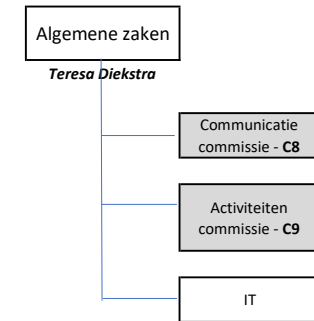 Algemene zaken
Teresa Diekstra
Communicatie
commissie - C8
Activiteiten
commissie - C9
IT